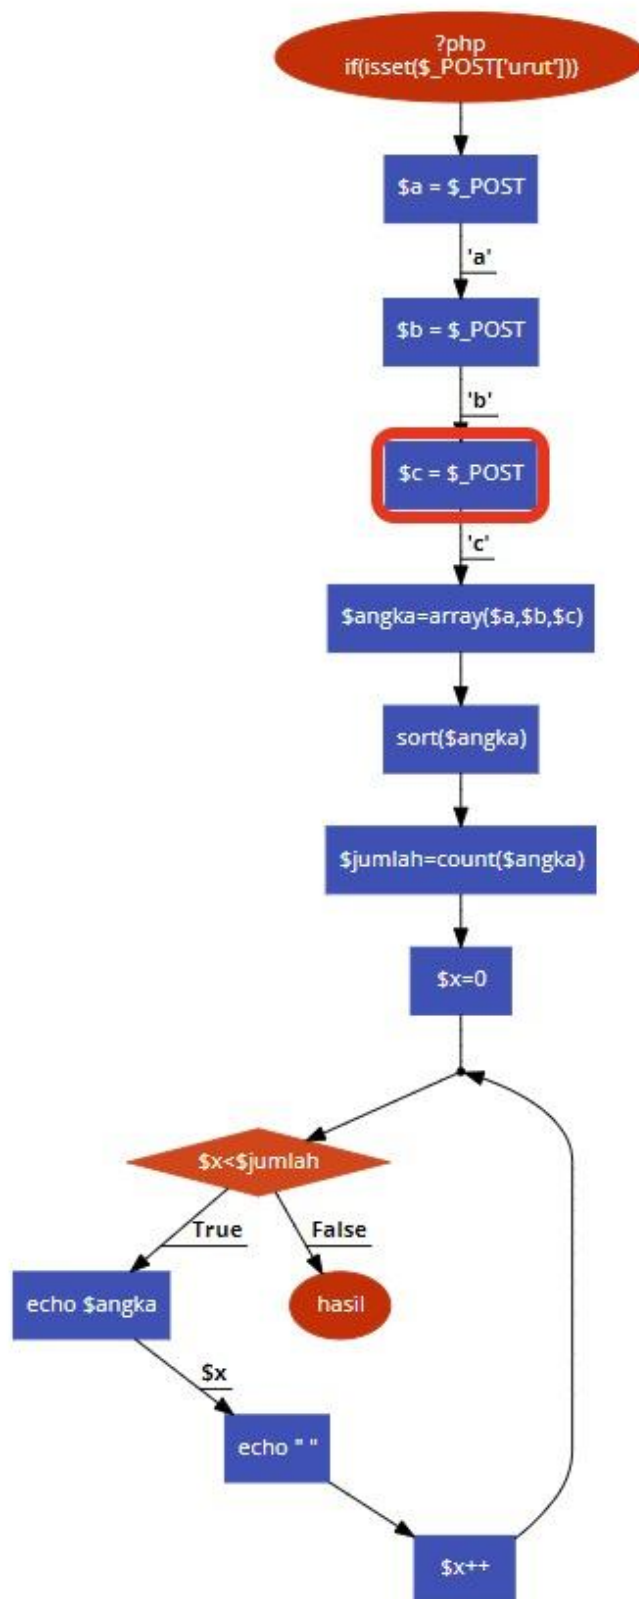 ?php
if(isset($_POST['urut']))
$a = $_POST
'a'
$b = $_POST
'b'
$c = $_POST
'c'
$angka=array($a,$b,$c)
sort($angka)
$jumlah=count($angka)
$x=0
$x<$jumlah
True
False
echo $angka
hasil
$x
echo " "
$x++